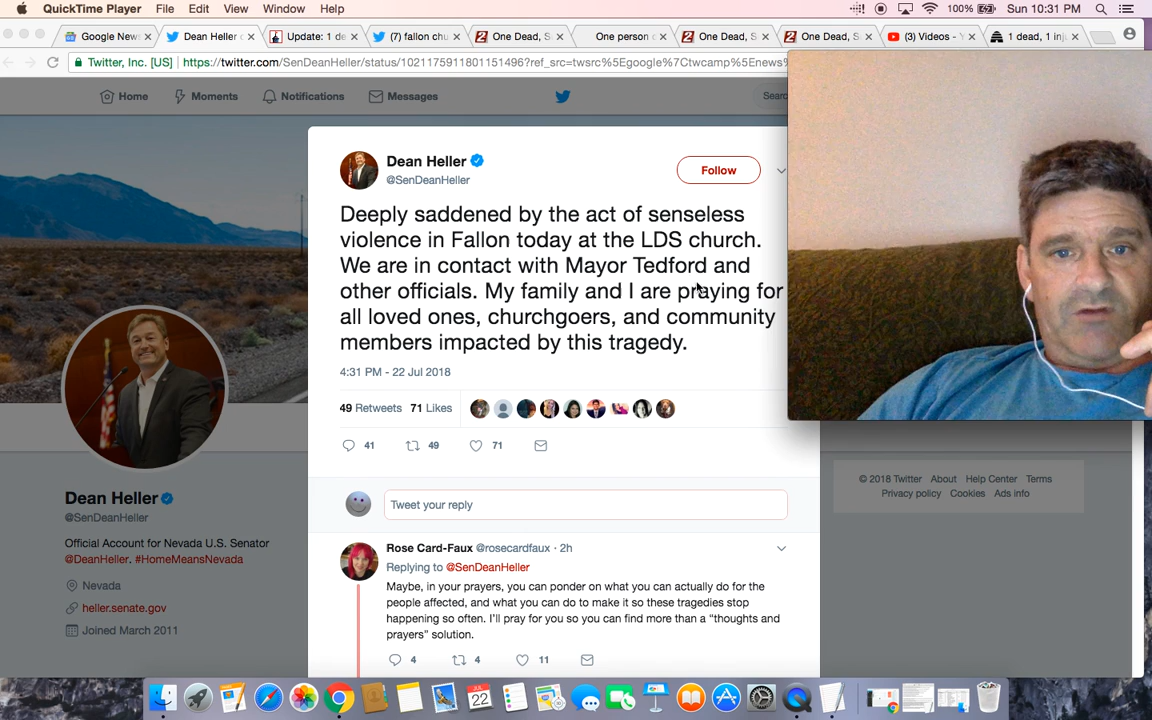 QuickTime Player File Edit View Window Help 100% Sun 10:31 PM
Google News
Dean Heller o
Update: 1 de
(7) fallon chu
One Dead, S
One person c
One Dead, S
One Dead, S
(3) Videos - Y
1 dead, 1 inj
Twitter, Inc. [US] https://twitter.com/SenDeanHeller/status/1021175911801151496?ref_src=twsrc%5Egoogle%7Ctwcamp%5Enews%
Home Moments Notifications Messages Searc
Dean Heller
@SenDeanHeller
Follow
Deeply saddened by the act of senseless
violence in Fallon today at the LDS church.
We are in contact with Mayor Tedford and
other officials. My family and I are praying for
all loved ones, churchgoers, and community
members impacted by this tragedy.
4:31 PM - 22 Jul 2018
49 Retweets 71 Likes
41 49 71
Tweet your reply
Rose Card-Faux @rosecardfaux · 2h
Replying to @SenDeanHeller
Maybe, in your prayers, you can ponder on what you can actually do for the
people affected, and what you can do to make it so these tragedies stop
happening so often. I'll pray for you so you can find more than a "thoughts and
prayers" solution.
4 4 11
Dean Heller
@SenDeanHeller
Official Account for Nevada U.S. Senator
@DeanHeller. #HomeMeansNevada
Nevada
heller.senate.gov
Joined March 2011
© 2018 Twitter About Help Center Terms
Privacy policy Cookies Ads info
JUL
22